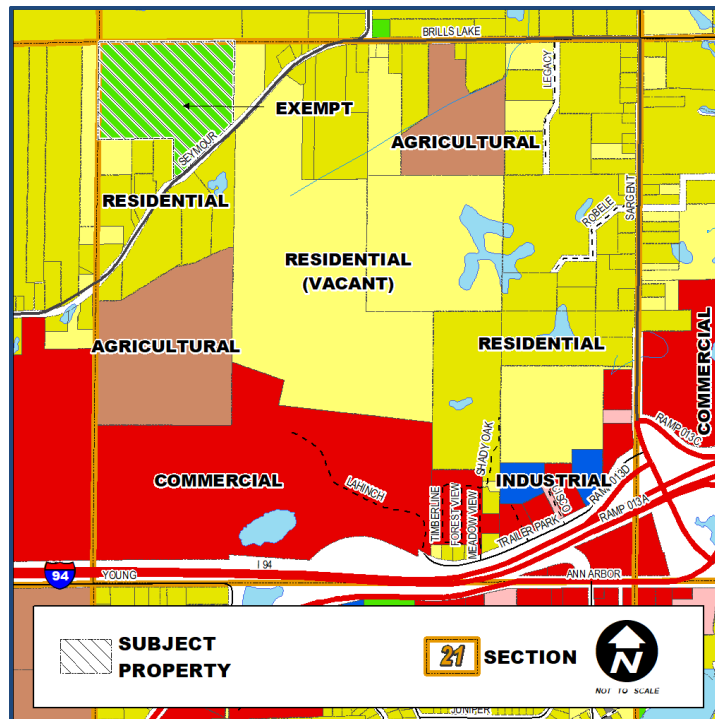 BRILLS LAKE
LEGACY
EXEMPT
AGRICULTURAL
SEYMOUR
RESIDENTIAL
ROBELE
SARGENT
RESIDENTIAL
(VACANT)
AGRICULTURAL
RESIDENTIAL
COMMERCIAL
RAMP 013C
SHADY OAK
COMMERCIAL
LAHINCH
INDUSTRIAL
CISCO
RAMP 013D
TIMBERLINE
FOREST VIEW
MEADOW VIEW
TRAILER PARK
RAMP 013A
I 94
94
YOUNG
ANN ARBOR
SUBJECT
PROPERTY
21 SECTION
N
NOT TO SCALE
JUNIPER